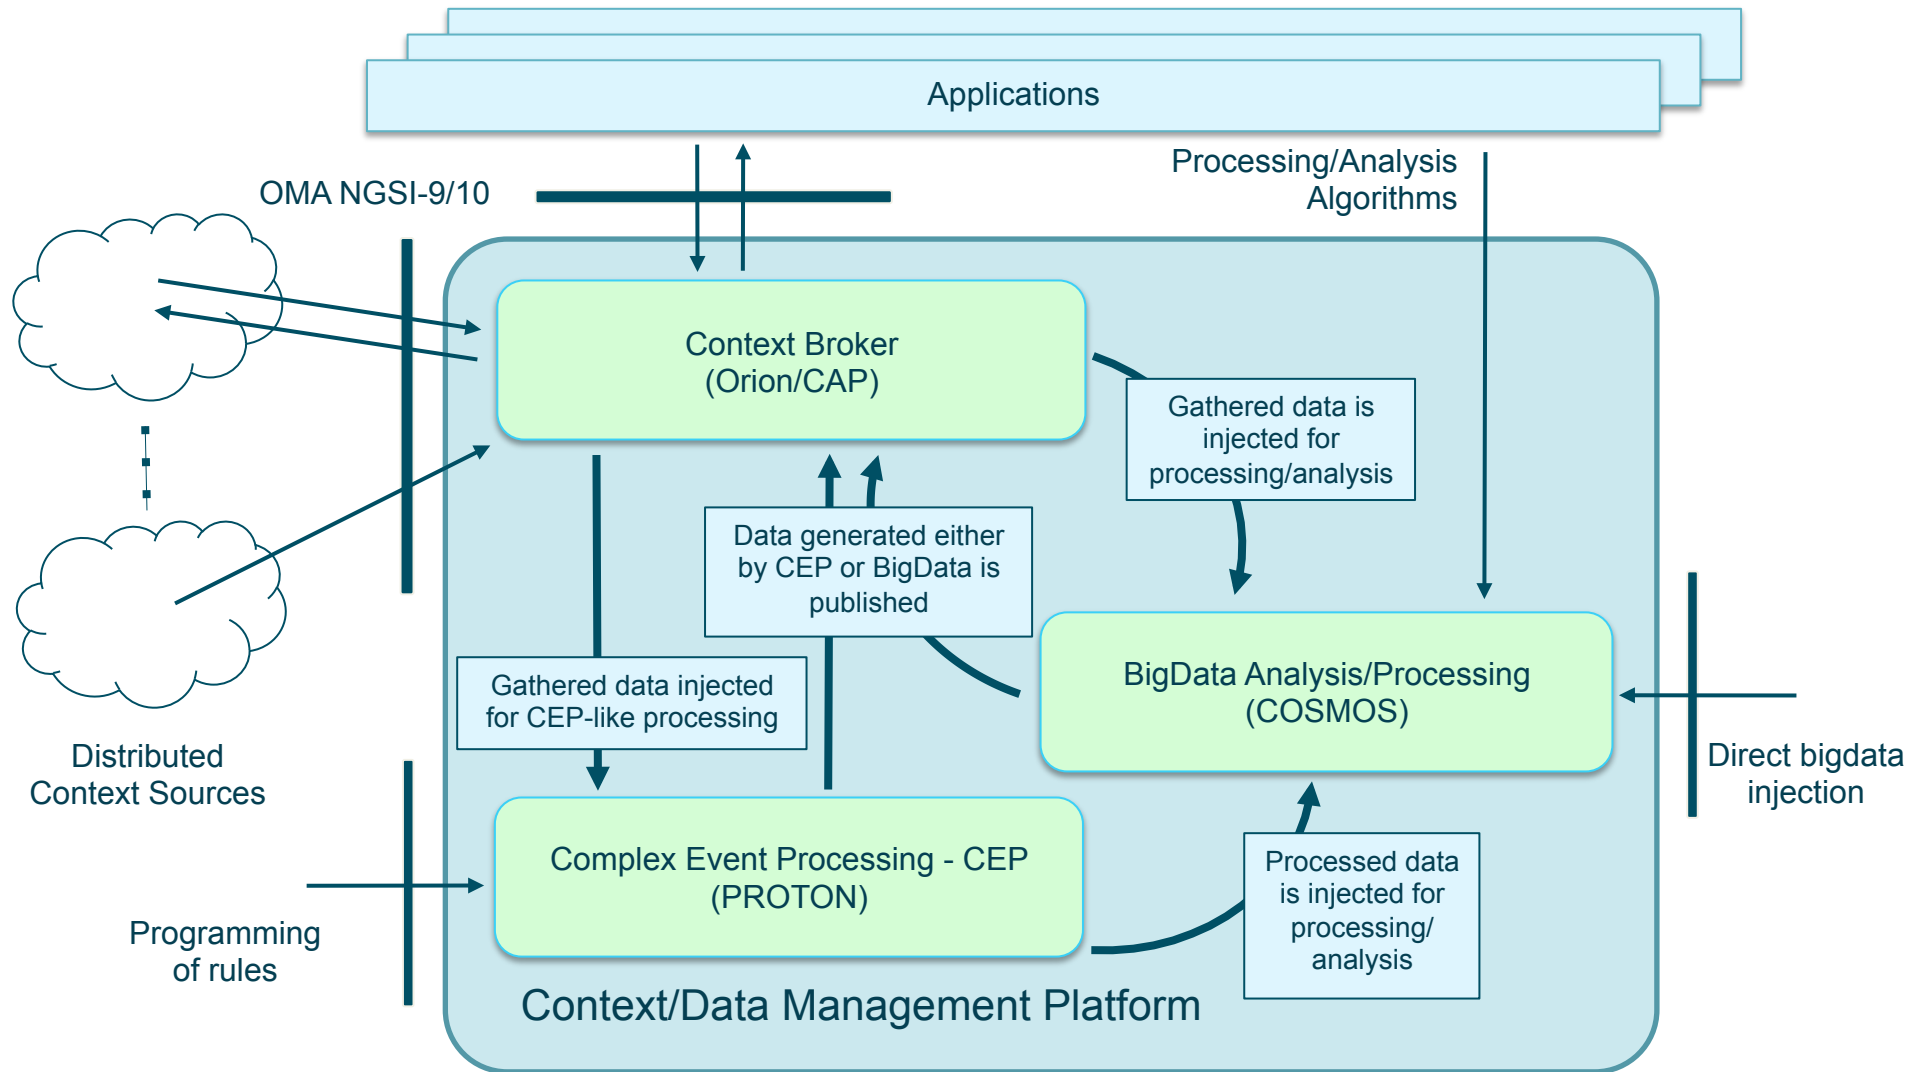 Applications
Processing/Analysis
Algorithms
OMA NGSI-9/10
Context Broker
(Orion/CAP)
Gathered data is
injected for
processing/analysis
Data generated either
by CEP or BigData is
published
Gathered data injected
for CEP-like processing
BigData Analysis/Processing
(COSMOS)
Distributed
Context Sources
Direct bigdata
injection
Complex Event Processing - CEP
(PROTON)
Processed data
is injected for
processing/
analysis
Programming
of rules
Context/Data Management Platform